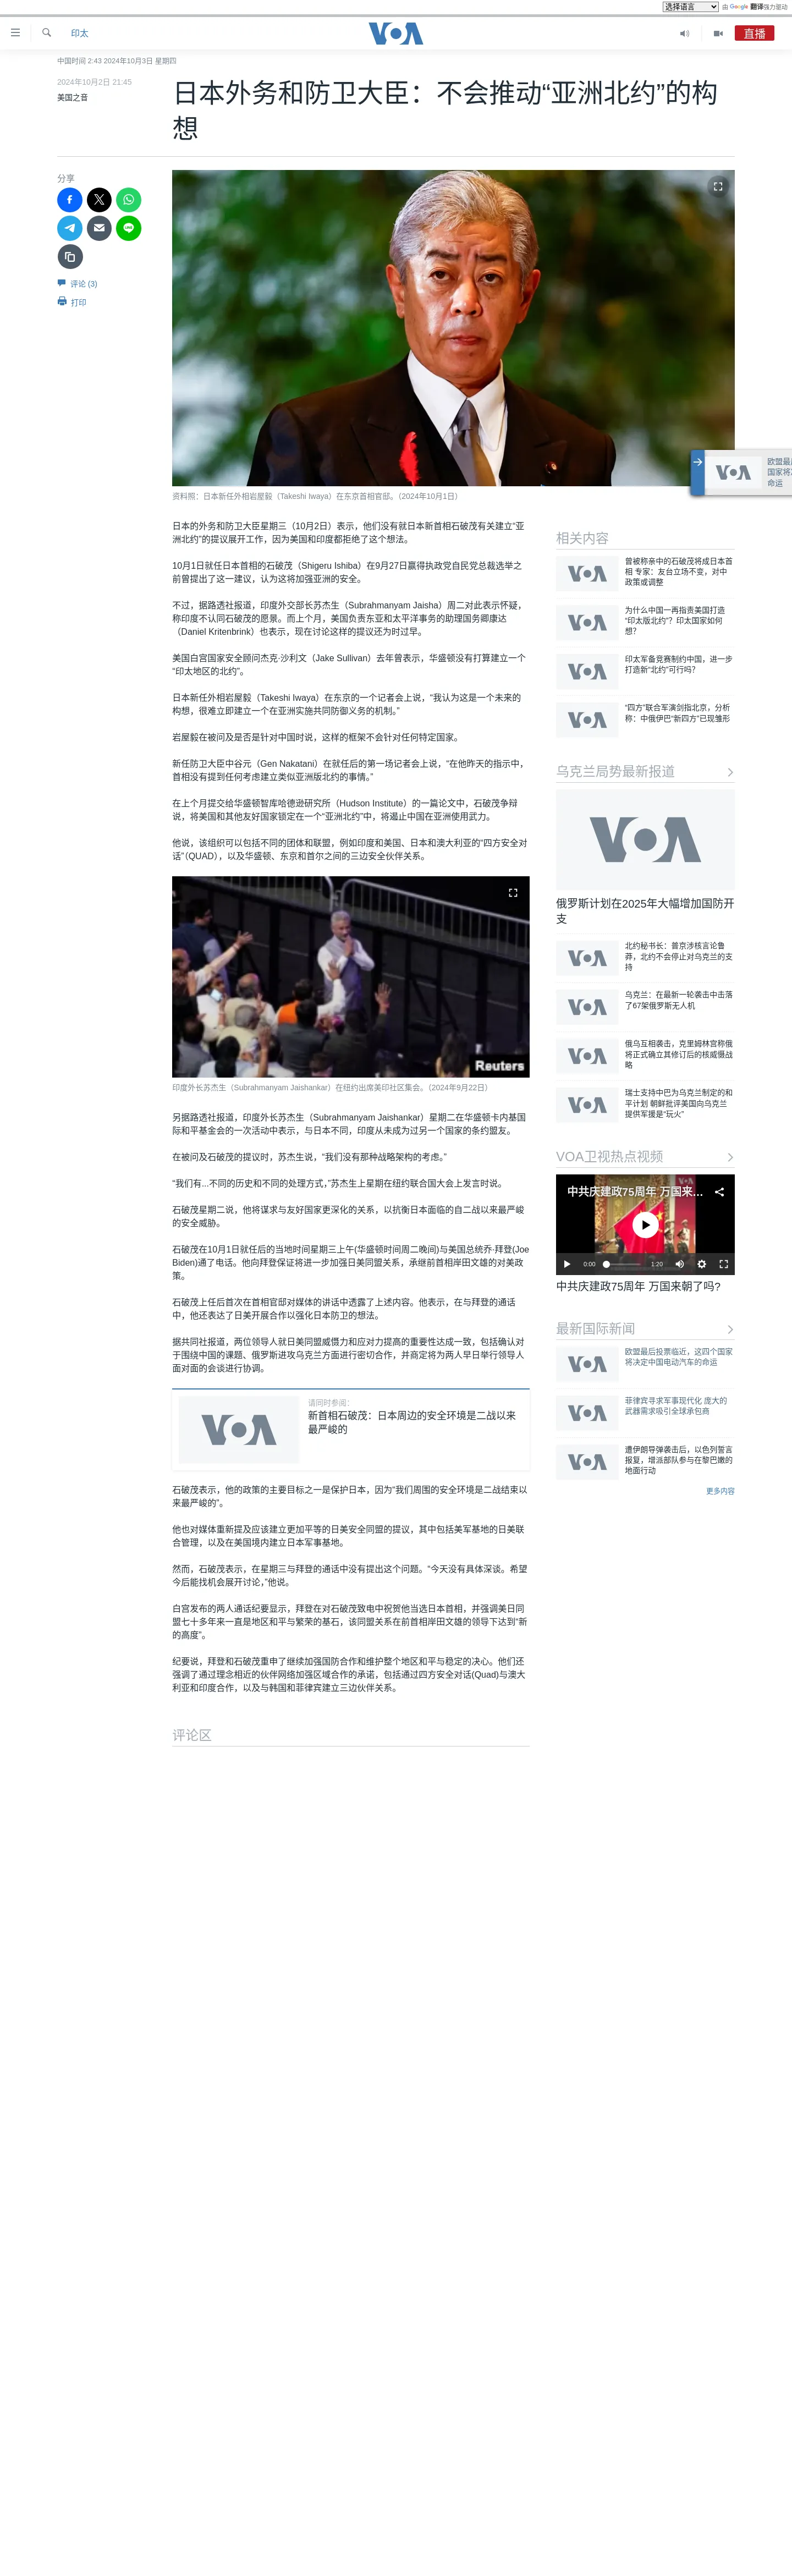 选择语言
由 Google 翻译强力驱动
印太
VOA
直播
中国时间 2:43 2024年10月3日 星期四
2024年10月2日 21:45
美国之音
日本外务和防卫大臣：不会推动“亚洲北约”的构
想
分享
评论 (3)
打印
资料照：日本新任外相岩屋毅（Takeshi Iwaya）在东京首相官邸。（2024年10月1日）
日本的外务和防卫大臣星期三（10月2日）表示，他们没有就日本新首相石破茂有关建立“亚
洲北约”的提议展开工作，因为美国和印度都拒绝了这个想法。
10月1日就任日本首相的石破茂（Shigeru Ishiba）在9月27日赢得执政党自民党总裁选举之
前曾提出了这一建议，认为这将加强亚洲的安全。
不过，据路透社报道，印度外交部长苏杰生（Subrahmanyam Jaisha）周二对此表示怀疑，
称印度不认同石破茂的愿景。而上个月，美国负责东亚和太平洋事务的助理国务卿康达
（Daniel Kritenbrink）也表示，现在讨论这样的提议还为时过早。
美国白宫国家安全顾问杰克·沙利文（Jake Sullivan）去年曾表示，华盛顿没有打算建立一个
“印太地区的北约”。
日本新任外相岩屋毅（Takeshi Iwaya）在东京的一个记者会上说，“我认为这是一个未来的
构想，很难立即建立一个在亚洲实施共同防御义务的机制。”
岩屋毅在被问及是否是针对中国时说，这样的框架不会针对任何特定国家。
新任防卫大臣中谷元（Gen Nakatani）在就任后的第一场记者会上说，“在他昨天的指示中，
首相没有提到任何考虑建立类似亚洲版北约的事情。”
在上个月提交给华盛顿智库哈德逊研究所（Hudson Institute）的一篇论文中，石破茂争辩
说，将美国和其他友好国家锁定在一个“亚洲北约”中，将遏止中国在亚洲使用武力。
他说，该组织可以包括不同的团体和联盟，例如印度和美国、日本和澳大利亚的“四方安全对
话”（QUAD），以及华盛顿、东京和首尔之间的三边安全伙伴关系。
Reuters
印度外长苏杰生（Subrahmanyam Jaishankar）在纽约出席美印社区集会。（2024年9月22日）
另据路透社报道，印度外长苏杰生（Subrahmanyam Jaishankar）星期二在华盛顿卡内基国
际和平基金会的一次活动中表示，与日本不同，印度从未成为过另一个国家的条约盟友。
在被问及石破茂的提议时，苏杰生说，“我们没有那种战略架构的考虑。”
“我们有...不同的历史和不同的处理方式，”苏杰生上星期在纽约联合国大会上发言时说。
石破茂星期二说，他将谋求与友好国家更深化的关系，以抗衡日本面临的自二战以来最严峻
的安全威胁。
石破茂在10月1日就任后的当地时间星期三上午(华盛顿时间周二晚间)与美国总统乔·拜登(Joe
Biden)通了电话。他向拜登保证将进一步加强日美同盟关系，承继前首相岸田文雄的对美政
策。
石破茂上任后首次在首相官邸对媒体的讲话中透露了上述内容。他表示，在与拜登的通话
中，他还表达了日美开展合作以强化日本防卫的想法。
据共同社报道，两位领导人就日美同盟威慑力和应对力提高的重要性达成一致，包括确认对
于围绕中国的课题、俄罗斯进攻乌克兰方面进行密切合作，并商定将为两人早日举行领导人
面对面的会谈进行协调。
VOA
请同时参阅：
新首相石破茂：日本周边的安全环境是二战以来
最严峻的
石破茂表示，他的政策的主要目标之一是保护日本，因为“我们周围的安全环境是二战结束以
来最严峻的”。
他也对媒体重新提及应该建立更加平等的日美安全同盟的提议，其中包括美军基地的日美联
合管理，以及在美国境内建立日本军事基地。
然而，石破茂表示，在星期三与拜登的通话中没有提出这个问题。“今天没有具体深谈。希望
今后能找机会展开讨论，”他说。
白宫发布的两人通话纪要显示，拜登在对石破茂致电中祝贺他当选日本首相，并强调美日同
盟七十多年来一直是地区和平与繁荣的基石，该同盟关系在前首相岸田文雄的领导下达到“新
的高度”。
纪要说，拜登和石破茂重申了继续加强国防合作和维护整个地区和平与稳定的决心。他们还
强调了通过理念相近的伙伴网络加强区域合作的承诺，包括通过四方安全对话(Quad)与澳大
利亚和印度合作，以及与韩国和菲律宾建立三边伙伴关系。
评论区
VOA
欧盟最
国家将
命运
相关内容
VOA
曾被称亲中的石破茂将成日本首
相 专家：友台立场不变，对中
政策或调整
VOA
为什么中国一再指责美国打造
“印太版北约”？印太国家如何
想？
VOA
印太军备竞赛制约中国，进一步
打造新“北约”可行吗？
VOA
“四方”联合军演剑指北京，分析
称：中俄伊巴“新四方”已现雏形
乌克兰局势最新报道
VOA
俄罗斯计划在2025年大幅增加国防开
支
VOA
北约秘书长：普京涉核言论鲁
莽，北约不会停止对乌克兰的支
持
VOA
乌克兰：在最新一轮袭击中击落
了67架俄罗斯无人机
VOA
俄乌互相袭击，克里姆林宫称俄
将正式确立其修订后的核威慑战
略
VOA
瑞士支持中巴为乌克兰制定的和
平计划 朝鲜批评美国向乌克兰
提供军援是“玩火”
VOA卫视热点视频
中共庆建政75周年 万国来...
VOA
0:00
1:20
中共庆建政75周年 万国来朝了吗?
最新国际新闻
VOA
欧盟最后投票临近，这四个国家
将决定中国电动汽车的命运
VOA
菲律宾寻求军事现代化 庞大的
武器需求吸引全球承包商
VOA
遭伊朗导弹袭击后，以色列誓言
报复，增派部队参与在黎巴嫩的
地面行动
更多内容